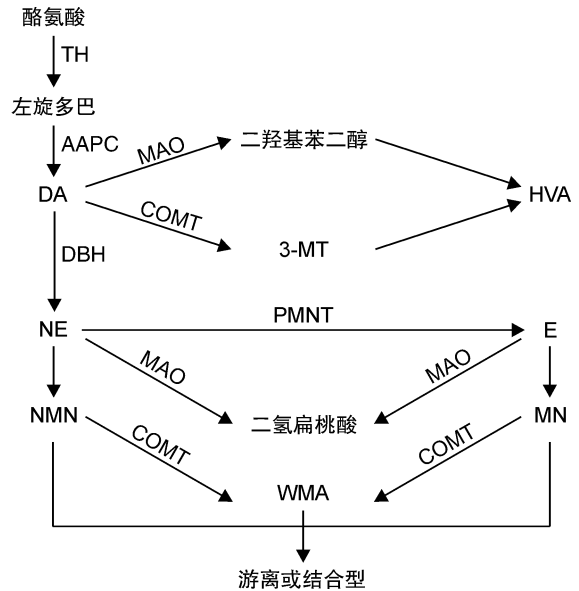 酪氨酸
TH
左旋多巴
AAPC
MAO
二羟基苯二醇
DA
HVA
COMT
3-MT
DBH
PMNT
NE
E
MAO
MAO
NMN
二氢扁桃酸
MN
COMT
COMT
WMA
游离或结合型